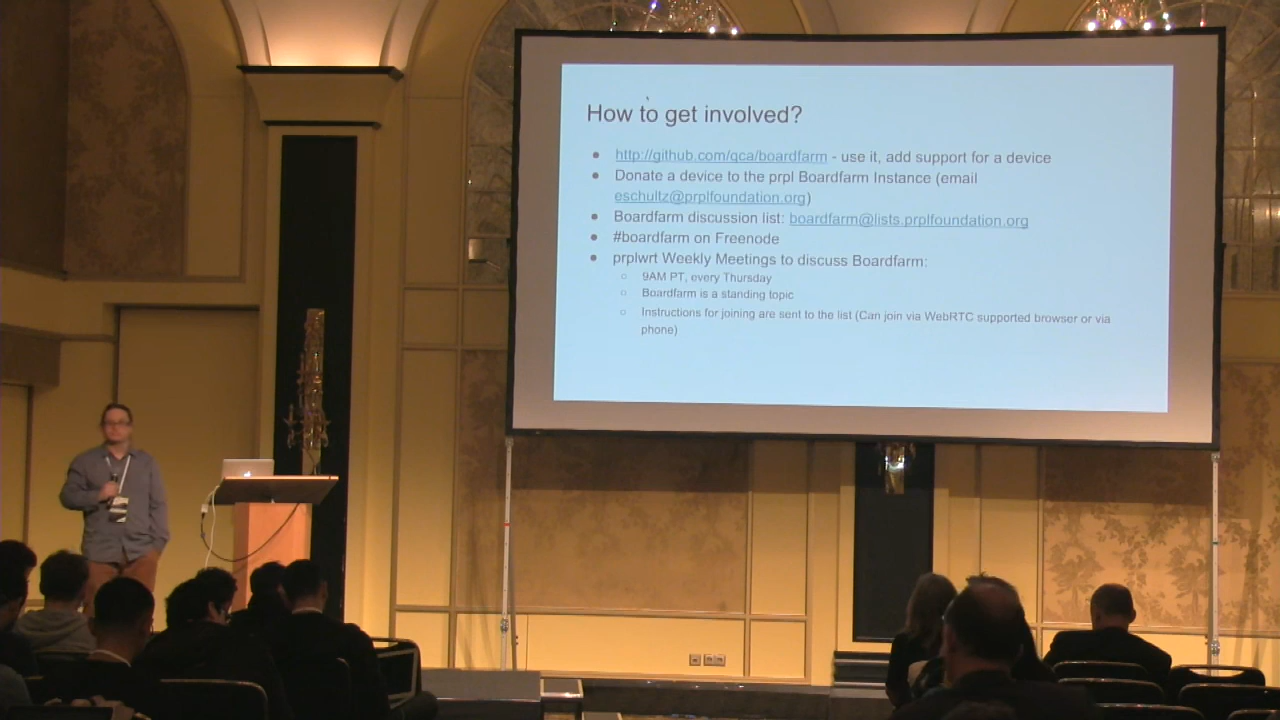 How to get involved?
http://github.com/qca/boardfarm - use it, add support for a device
Donate a device to the prpl Boardfarm Instance (email
eschultz@prplfoundation.org)
Boardfarm discussion list: boardfarm@lists.prplfoundation.org
#boardfarm on Freenode
prplwrt Weekly Meetings to discuss Boardfarm:
9AM PT, every Thursday
Boardfarm is a standing topic
Instructions for joining are sent to the list (Can join via WebRTC supported browser or via
phone)